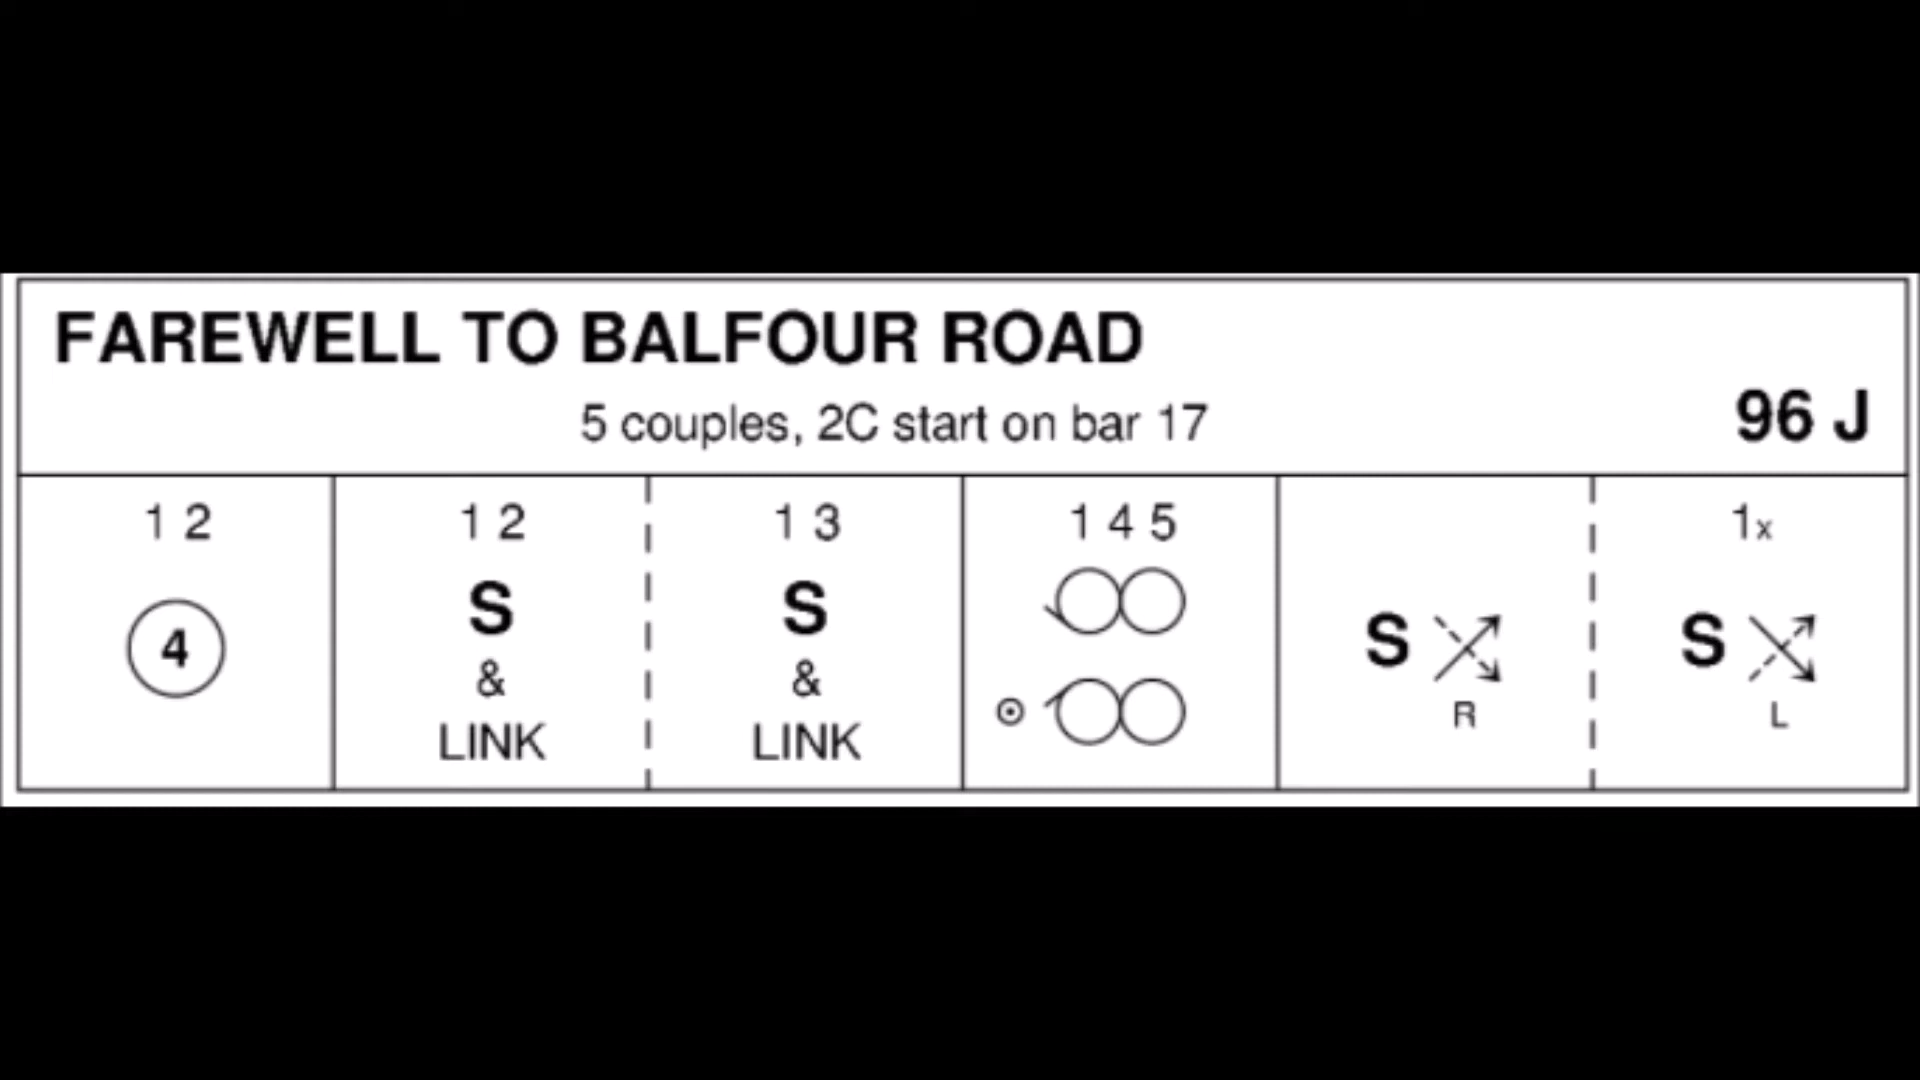 FAREWELL TO BALFOUR ROAD
5 couples, 2C start on bar 17
96 J
1 2
4
1 2
S
&
LINK
1 3
S
&
LINK
1 4 5
S
R
1x
S
L